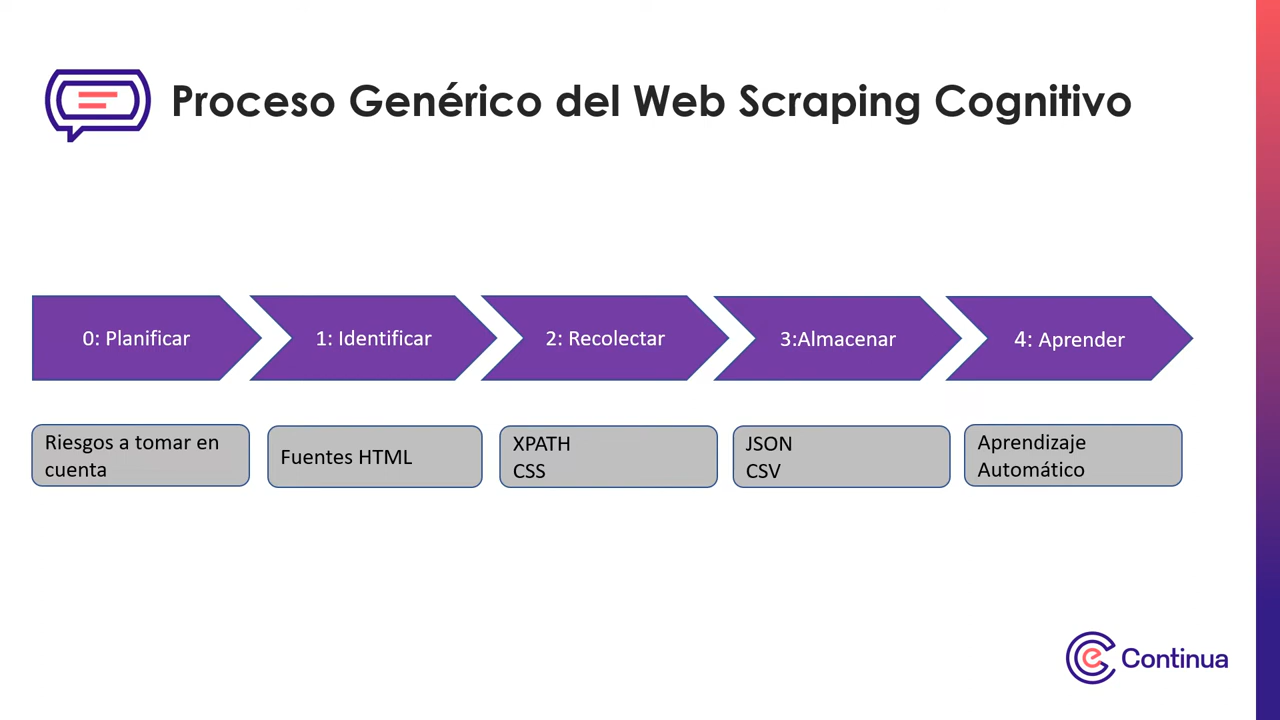 Proceso Genérico del Web Scraping Cognitivo
0: Planificar
1: Identificar
2: Recolectar
3:Almacenar
4: Aprender
Riesgos a tomar en
cuenta
Fuentes HTML
XPATH
CSS
JSON
CSV
Aprendizaje
Automático
Continua